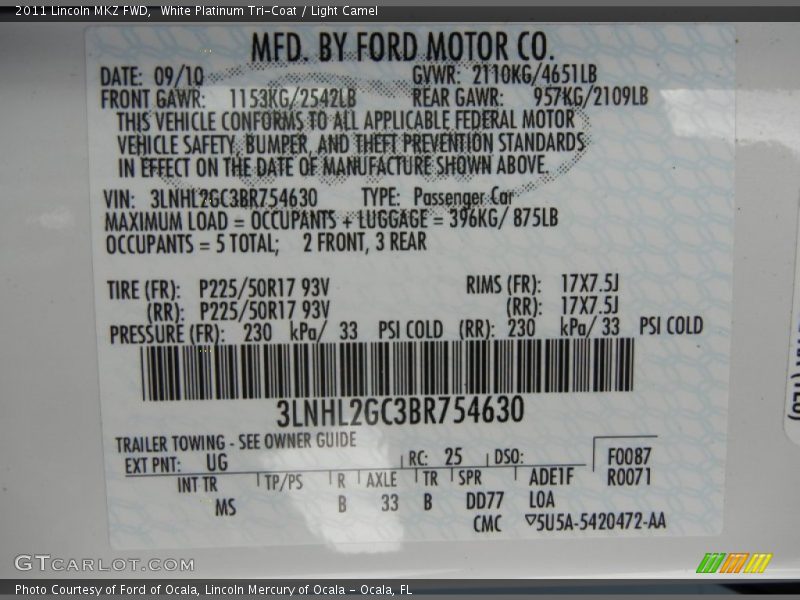 2011 Lincoln MKZ FWD,  White Platinum Tri-Coat / Light Camel
MFD. BY FORD MOTOR CO.
DATE: 09/10 GVWR: 2110KG/4651LB
FRONT GAWR: 1153KG/2542LB REAR GAWR: 957KG/2109LB
THIS VEHICLE CONFORMS TO ALL APPLICABLE FEDERAL MOTOR
VEHICLE SAFETY, BUMPER, AND THEFT PREVENTION STANDARDS
IN EFFECT ON THE DATE OF MANUFACTURE SHOWN ABOVE.
VIN: 3LNHL2GC3BR754630 TYPE: Passenger Car
MAXIMUM LOAD = OCCUPANTS + LUGGAGE = 396KG/ 875LB
OCCUPANTS = 5 TOTAL; 2 FRONT, 3 REAR
TIRE (FR): P225/50R17 93V RIMS (FR): 17X7.5J
(RR): P225/50R17 93V (RR): 17X7.5J
PRESSURE (FR): 230 kPa/ 33 PSI COLD (RR): 230 kPa/ 33 PSI COLD
3LNHL2GC3BR754630
TRAILER TOWING - SEE OWNER GUIDE
EXT PNT: UG RC: 25 DSO: F0087
INT TR TP/PS R AXLE TR SPR ADE1F R0071
MS B 33 B DD77 LOA
CMC ▽5U5A-5420472-AA
GTCARLOT.COM
Photo Courtesy of Ford of Ocala, Lincoln Mercury of Ocala - Ocala, FL